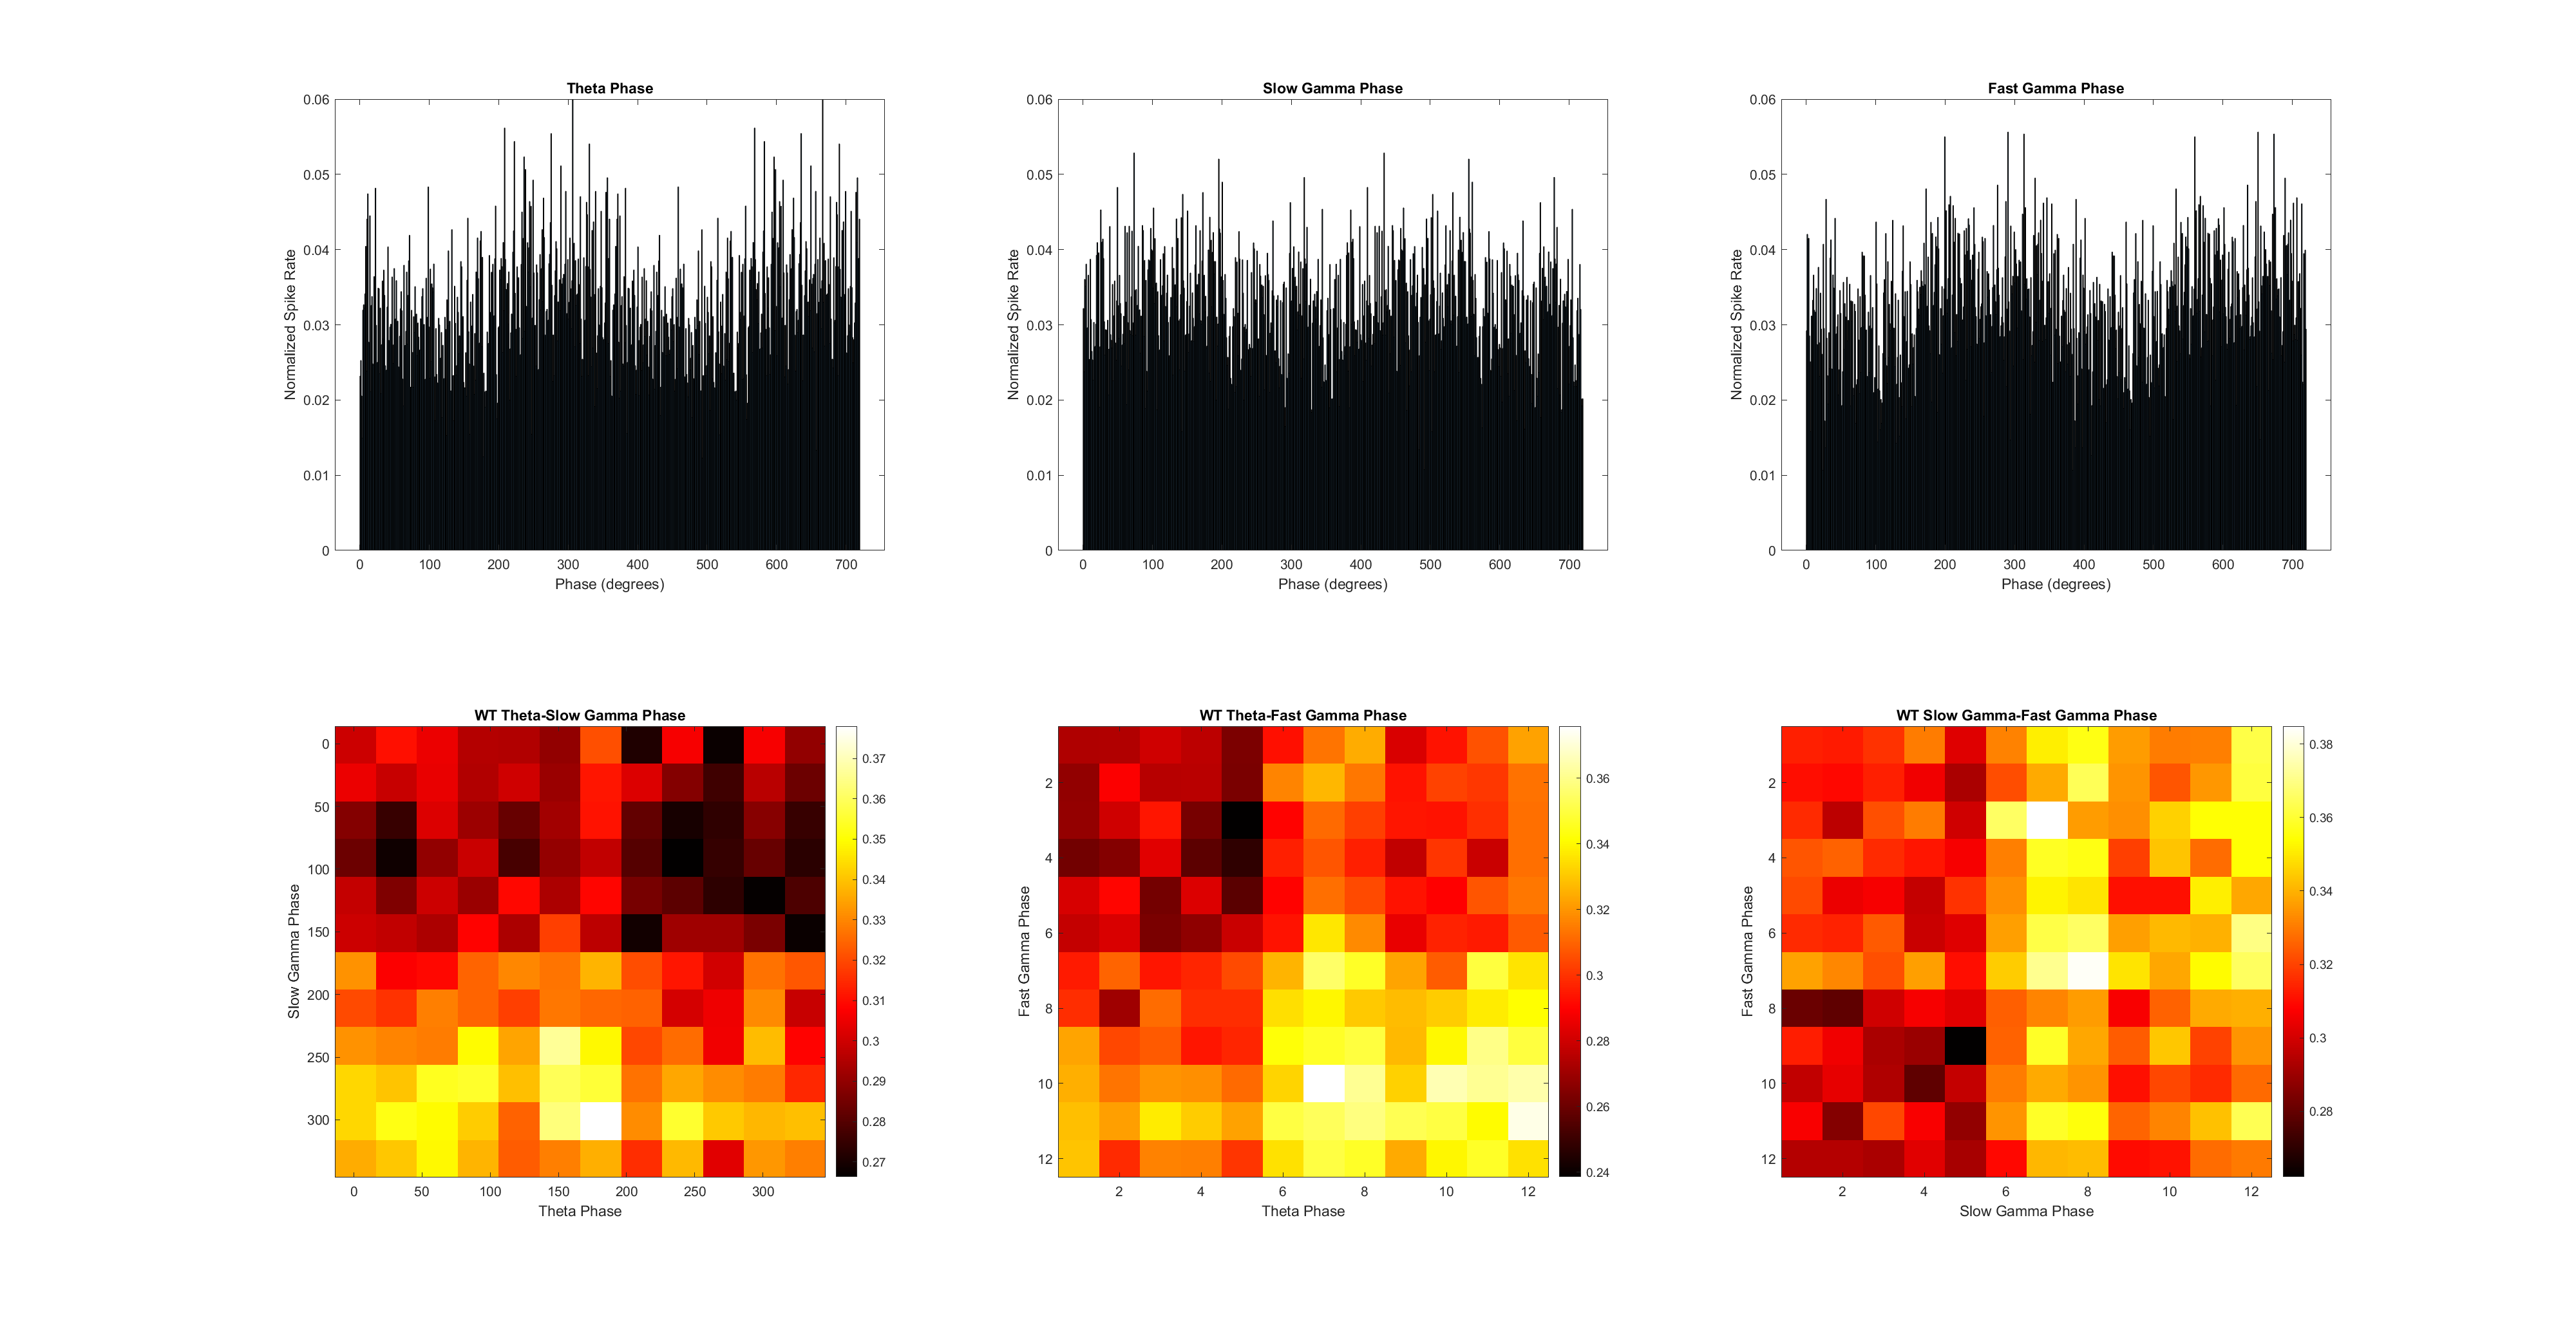 Theta Phase
0.06
0.05
0.04
0.03
0.02
0.01
0
Normalized Spike Rate
0 100 200 300 400 500 600 700
Phase (degrees)
Slow Gamma Phase
0.06
0.05
0.04
0.03
0.02
0.01
0
Normalized Spike Rate
0 100 200 300 400 500 600 700
Phase (degrees)
Fast Gamma Phase
0.06
0.05
0.04
0.03
0.02
0.01
0
Normalized Spike Rate
0 100 200 300 400 500 600 700
Phase (degrees)
WT Theta-Slow Gamma Phase
0
50
100
150
200
250
300
Slow Gamma Phase
0 50 100 150 200 250 300
Theta Phase
0.37
0.36
0.35
0.34
0.33
0.32
0.31
0.3
0.29
0.28
0.27
WT Theta-Fast Gamma Phase
2
4
6
8
10
12
Fast Gamma Phase
2 4 6 8 10 12
Theta Phase
0.36
0.34
0.32
0.3
0.28
0.26
0.24
WT Slow Gamma-Fast Gamma Phase
2
4
6
8
10
12
Fast Gamma Phase
2 4 6 8 10 12
Slow Gamma Phase
0.38
0.36
0.34
0.32
0.3
0.28